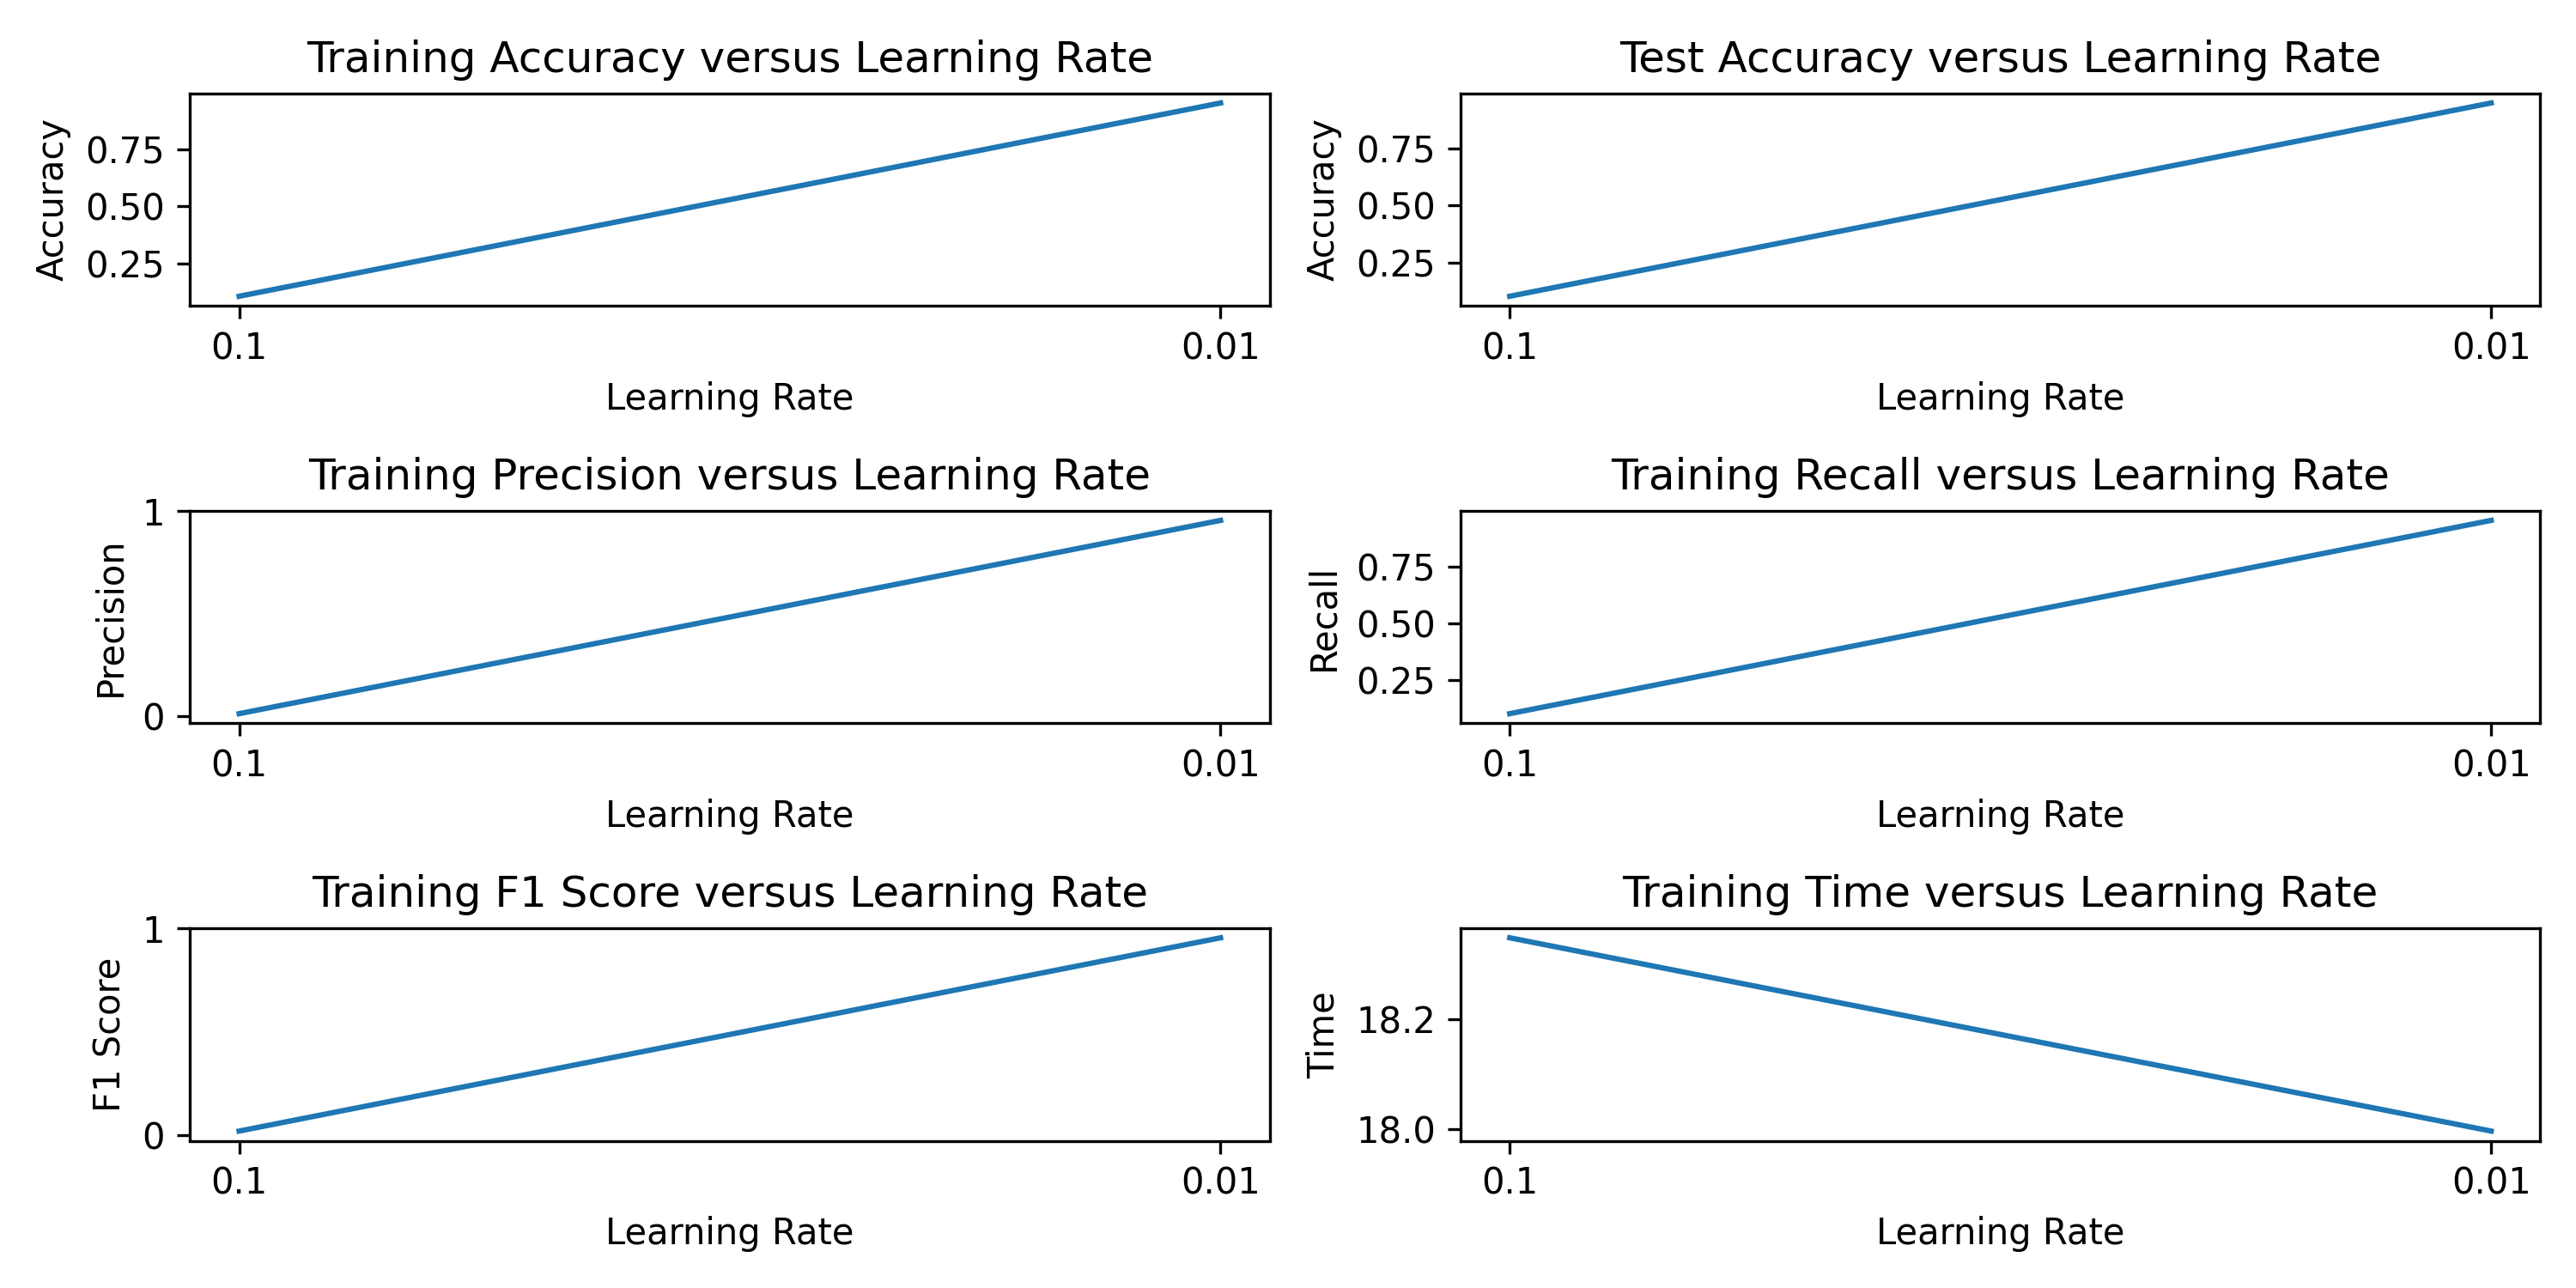 Training Accuracy versus Learning Rate
Accuracy
0.75
0.50
0.25
0.1
0.01
Learning Rate
Test Accuracy versus Learning Rate
Accuracy
0.75
0.50
0.25
0.1
0.01
Learning Rate
Training Precision versus Learning Rate
Precision
1
0
0.1
0.01
Learning Rate
Training Recall versus Learning Rate
Recall
0.75
0.50
0.25
0.1
0.01
Learning Rate
Training F1 Score versus Learning Rate
F1 Score
1
0
0.1
0.01
Learning Rate
Training Time versus Learning Rate
Time
18.2
18.0
0.1
0.01
Learning Rate